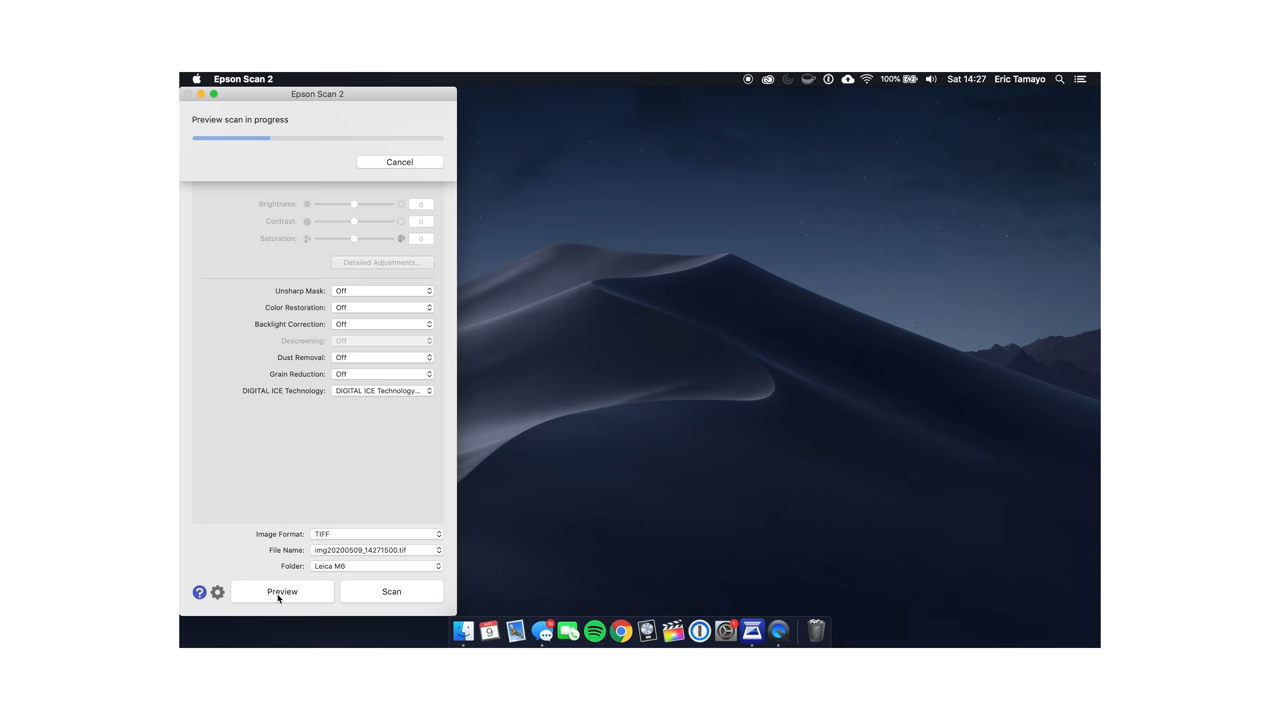 Epson Scan 2 100% Sat 14:27 Eric Tamayo
Epson Scan 2
Preview scan in progress
Cancel
Brightness: 0
Contrast: 0
Saturation: 0
Detailed Adjustments...
Unsharp Mask: Off
Color Restoration: Off
Backlight Correction: Off
Descreening: Off
Dust Removal: Off
Grain Reduction: Off
DIGITAL ICE Technology: DIGITAL ICE Technology...
Image Format: TIFF
File Name: img20200509_14271500.tif
Folder: Leica M6
? Preview Scan
9